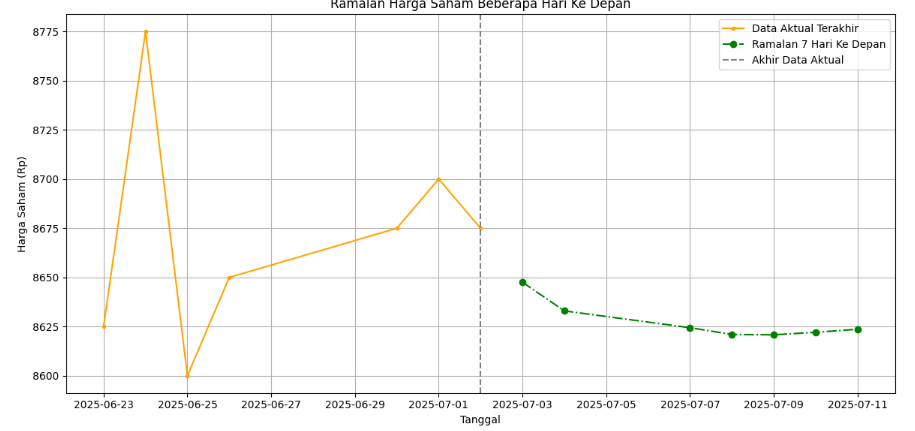 Ramalan Harga Saham Beberapa Hari Ke Depan
Data Aktual Terakhir
Ramalan 7 Hari Ke Depan
Akhir Data Aktual
Harga Saham (Rp)
8775
8750
8725
8700
8675
8650
8625
8600
2025-06-23 2025-06-25 2025-06-27 2025-06-29 2025-07-01 2025-07-03 2025-07-05 2025-07-07 2025-07-09 2025-07-11
Tanggal